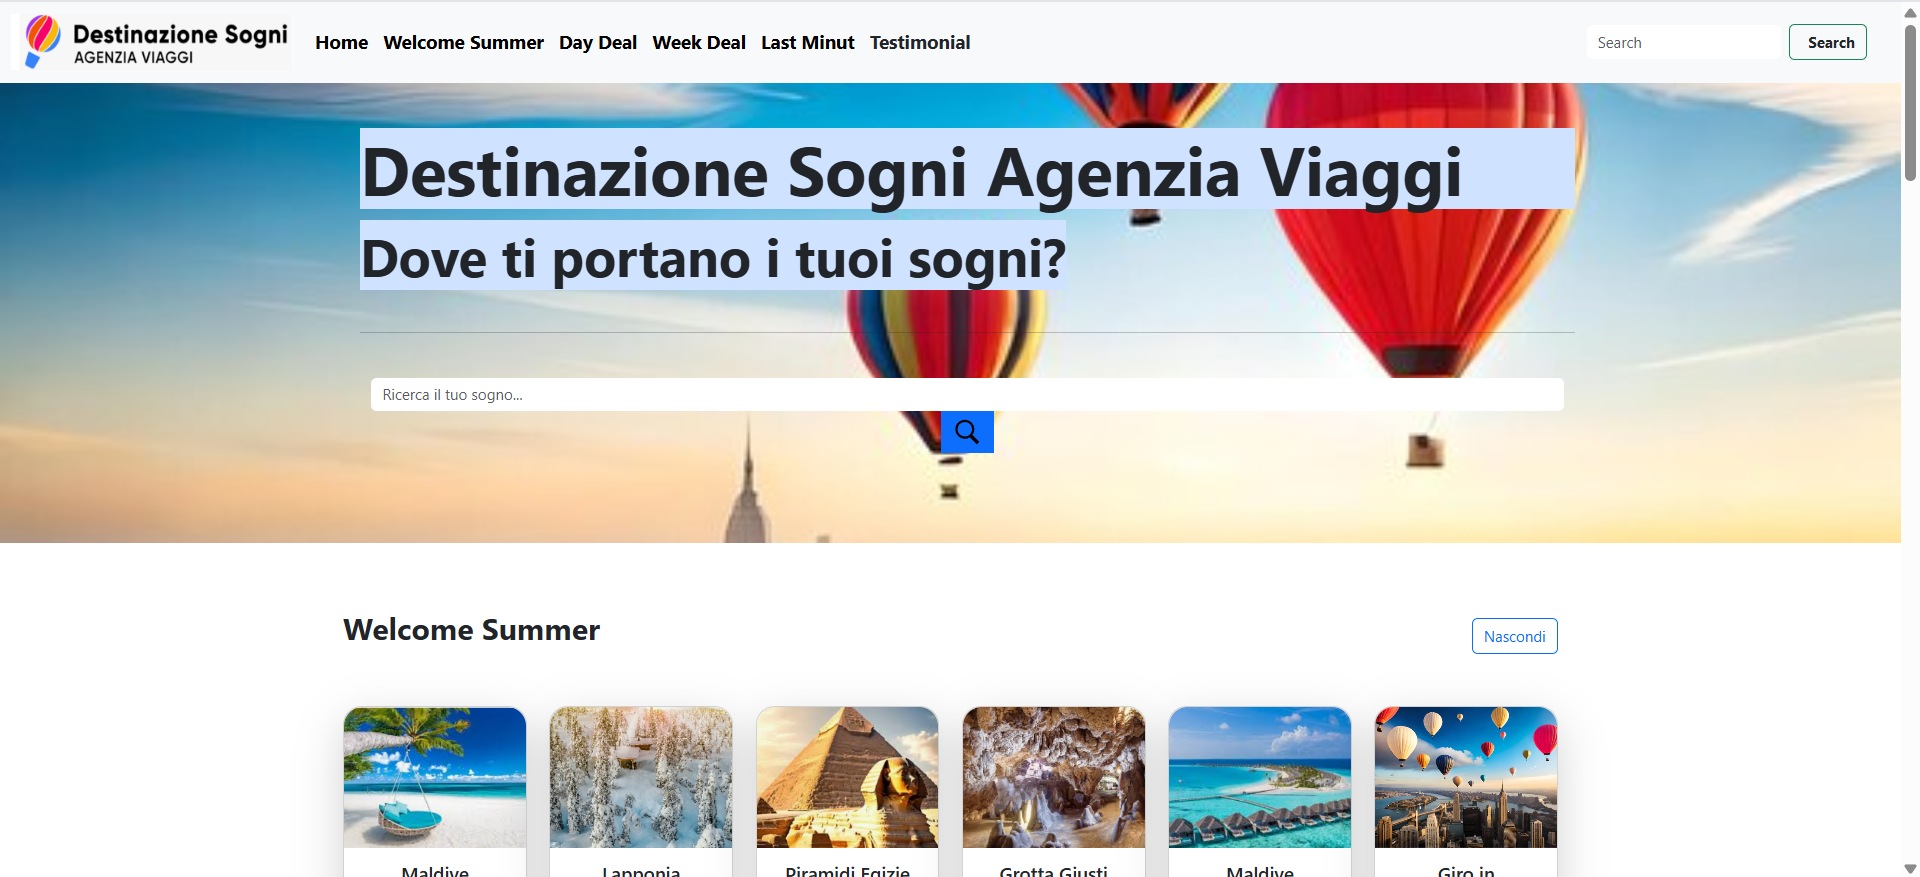 Destinazione Sogni
AGENZIA VIAGGI
Home Welcome Summer Day Deal Week Deal Last Minut Testimonial
Search
Search
Destinazione Sogni Agenzia Viaggi
Dove ti portano i tuoi sogni?
Ricerca il tuo sogno...
Welcome Summer
Nascondi
Maldive
Lapponia
Piramidi Egizie
Grotta Giusti
Maldive
Giro in